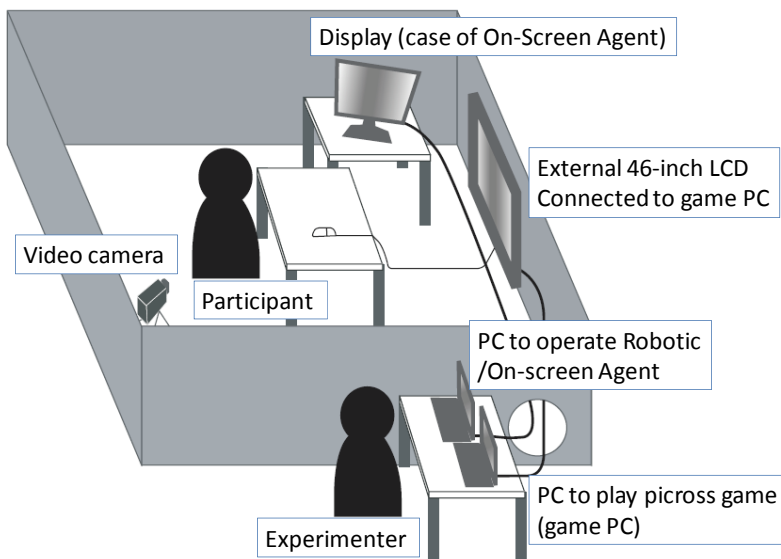 Display (case of On-Screen Agent)
External 46-inch LCD
Connected to game PC
Video camera
Participant
PC to operate Robotic
/On-screen Agent
PC to play picross game
(game PC)
Experimenter